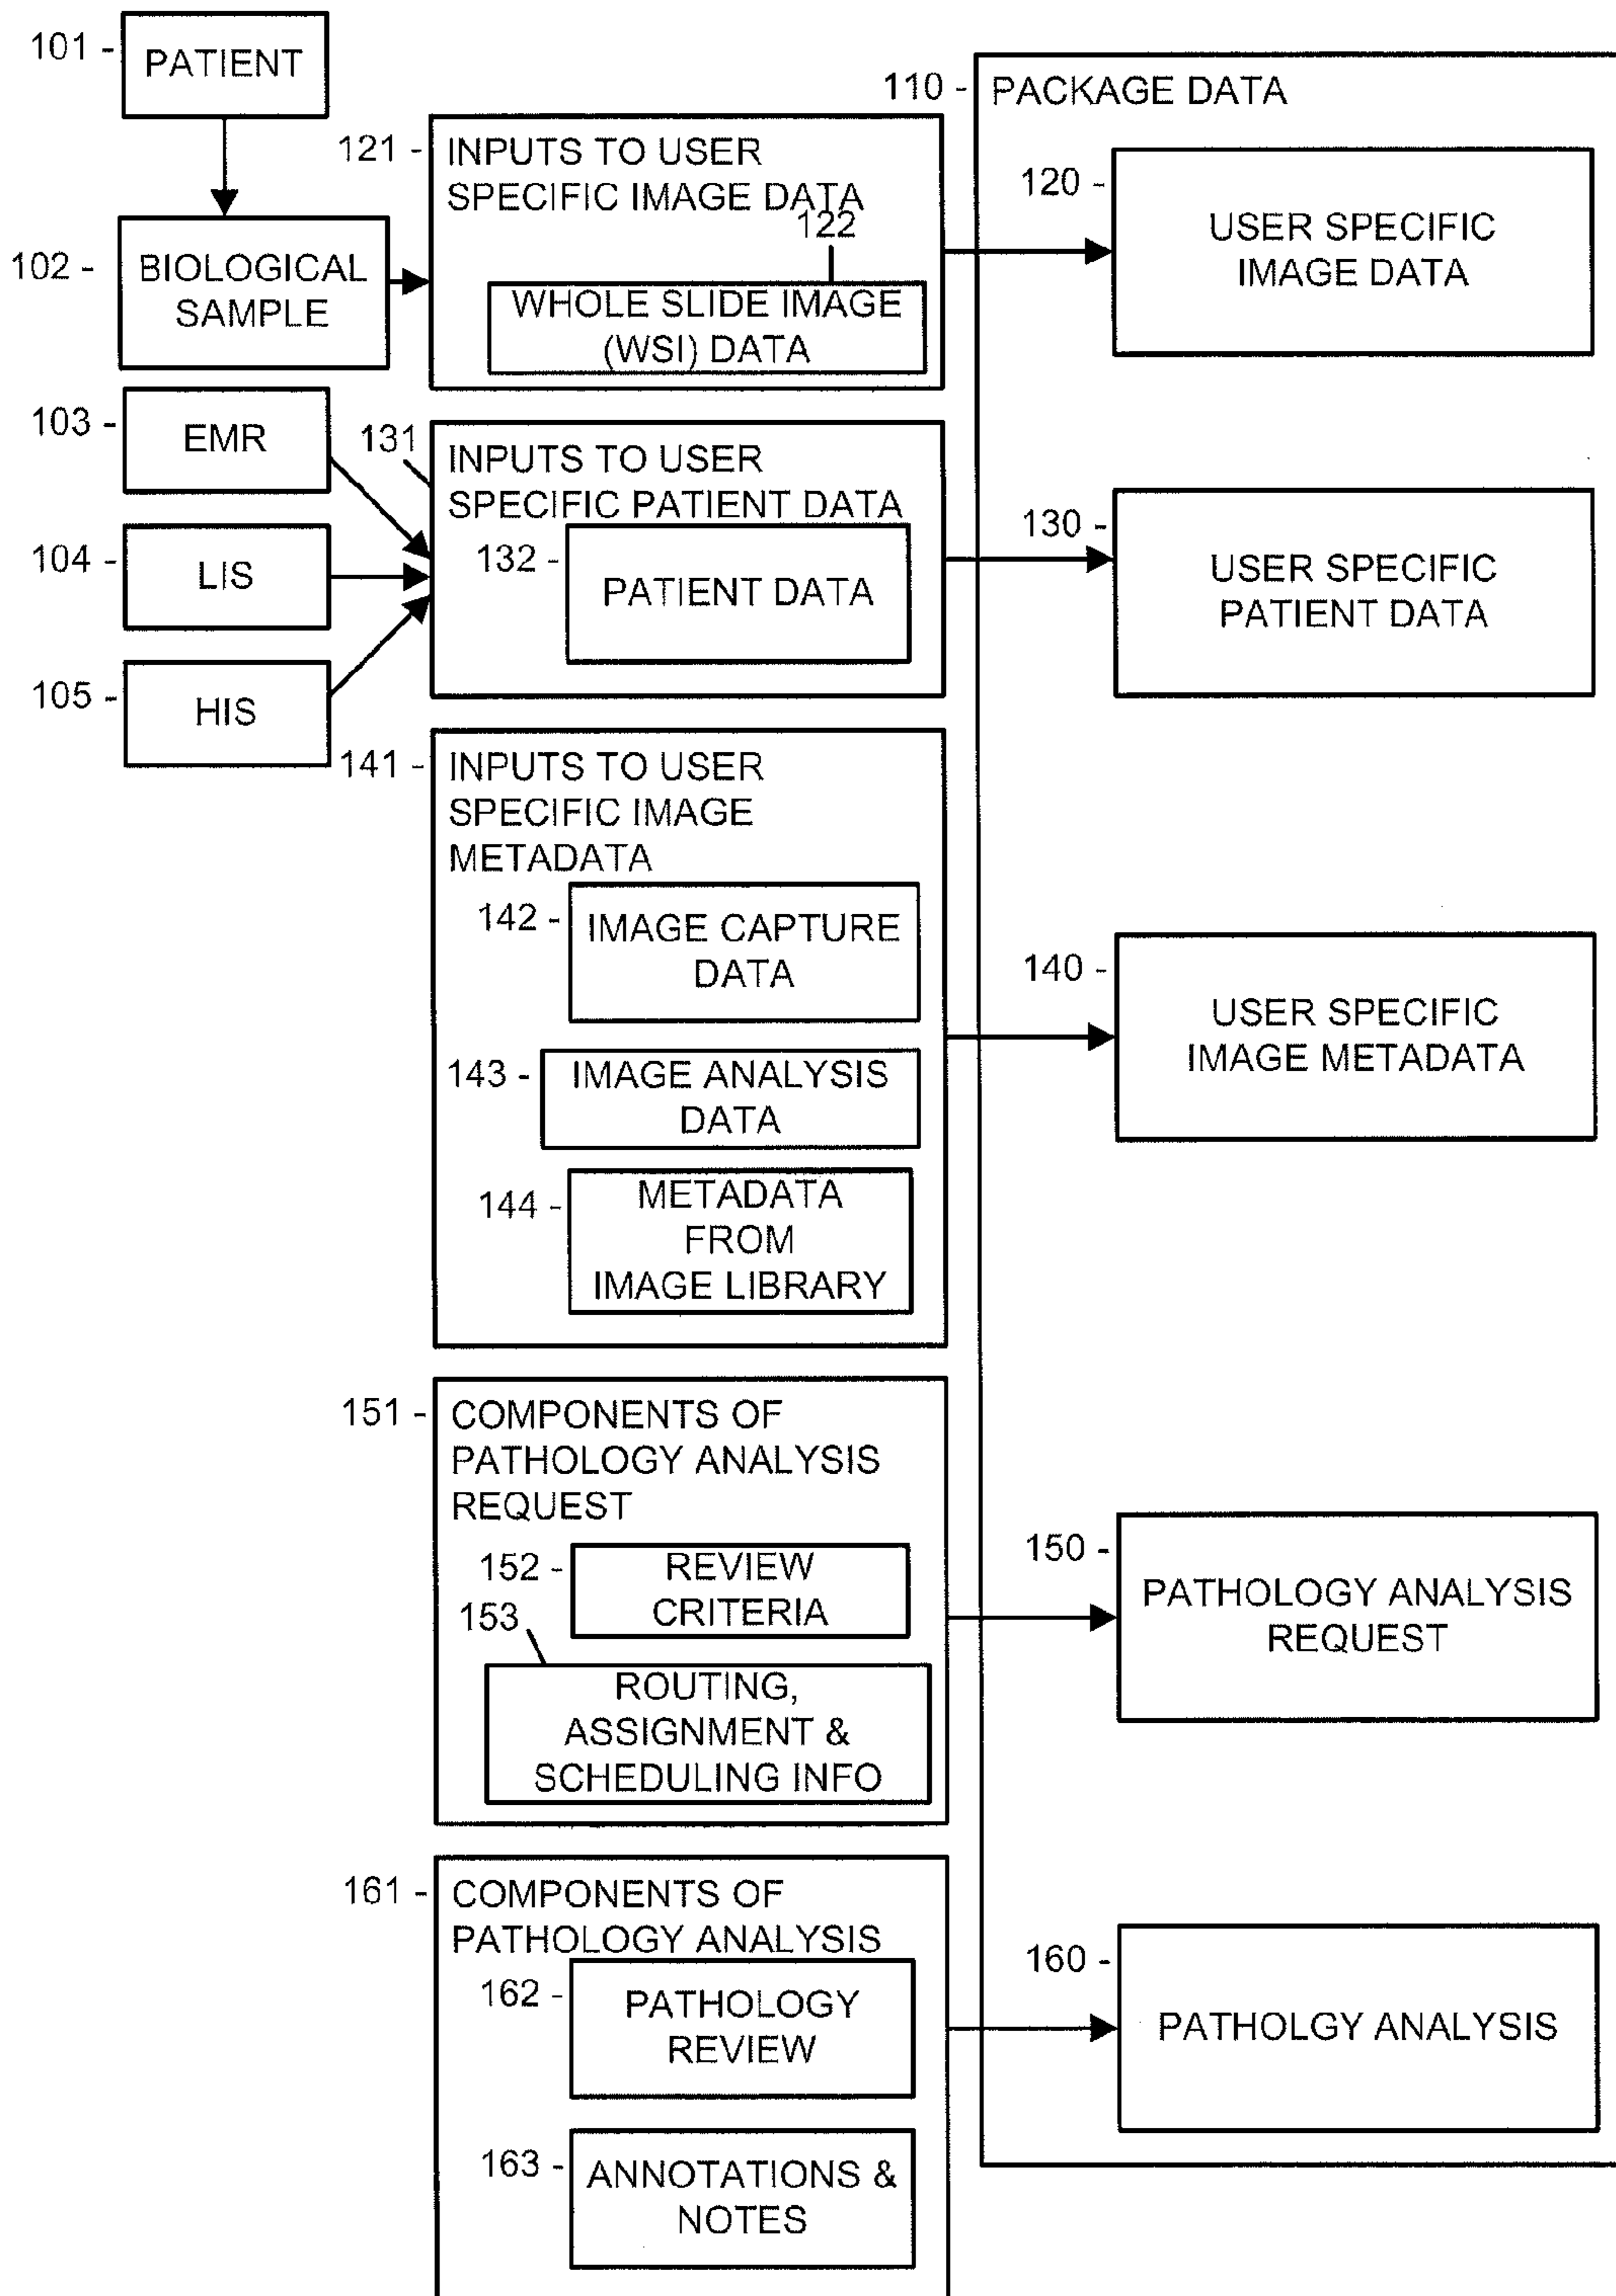 101 - PATIENT
102 - BIOLOGICAL
SAMPLE
103 - EMR
104 - LIS
105 - HIS
121 - INPUTS TO USER
SPECIFIC IMAGE DATA
122
WHOLE SLIDE IMAGE
(WSI) DATA
131
INPUTS TO USER
SPECIFIC PATIENT DATA
132 - PATIENT DATA
141 - INPUTS TO USER
SPECIFIC IMAGE
METADATA
142 - IMAGE CAPTURE
DATA
143 - IMAGE ANALYSIS
DATA
144 - METADATA
FROM
IMAGE LIBRARY
151 - COMPONENTS OF
PATHOLOGY ANALYSIS
REQUEST
152 - REVIEW
CRITERIA
153
ROUTING,
ASSIGNMENT &
SCHEDULING INFO
161 - COMPONENTS OF
PATHOLOGY ANALYSIS
162 - PATHOLOGY
REVIEW
163 - ANNOTATIONS &
NOTES
110 - PACKAGE DATA
120 - USER SPECIFIC
IMAGE DATA
130 - USER SPECIFIC
PATIENT DATA
140 - USER SPECIFIC
IMAGE METADATA
150 - PATHOLOGY ANALYSIS
REQUEST
160 - PATHOLGY ANALYSIS